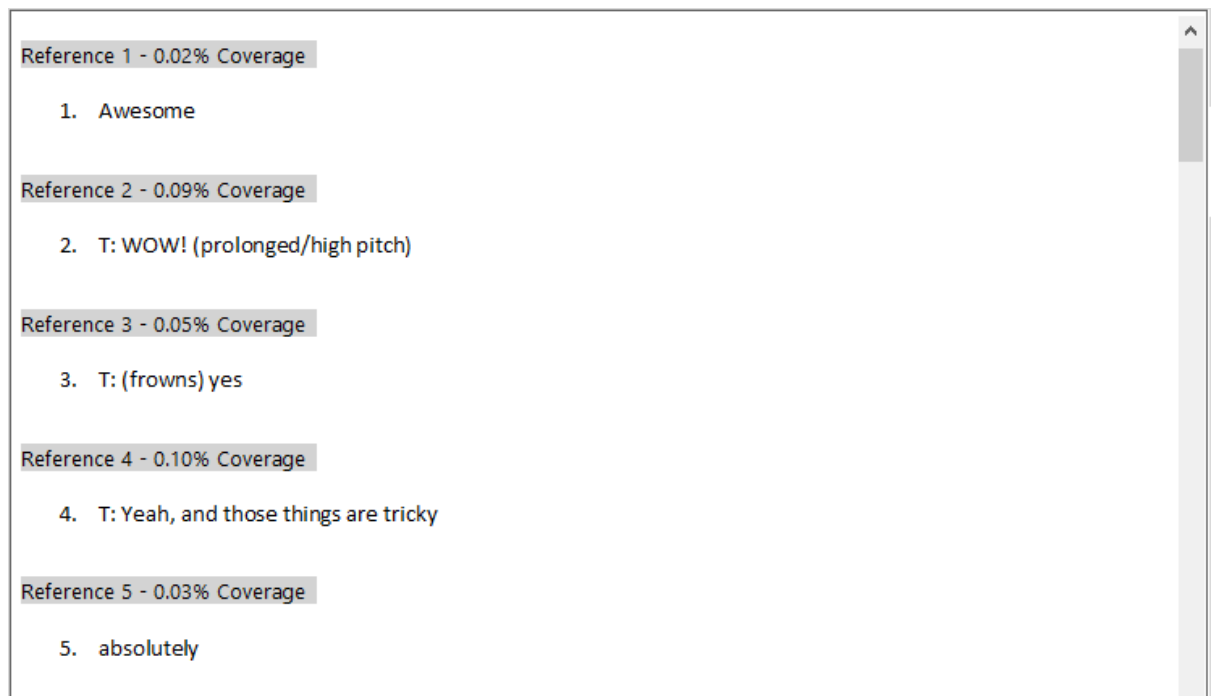 Reference 1 - 0.02% Coverage
1. Awesome
Reference 2 - 0.09% Coverage
2. T: WOW! (prolonged/high pitch)
Reference 3 - 0.05% Coverage
3. T: (frowns) yes
Reference 4 - 0.10% Coverage
4. T: Yeah, and those things are tricky
Reference 5 - 0.03% Coverage
5. absolutely